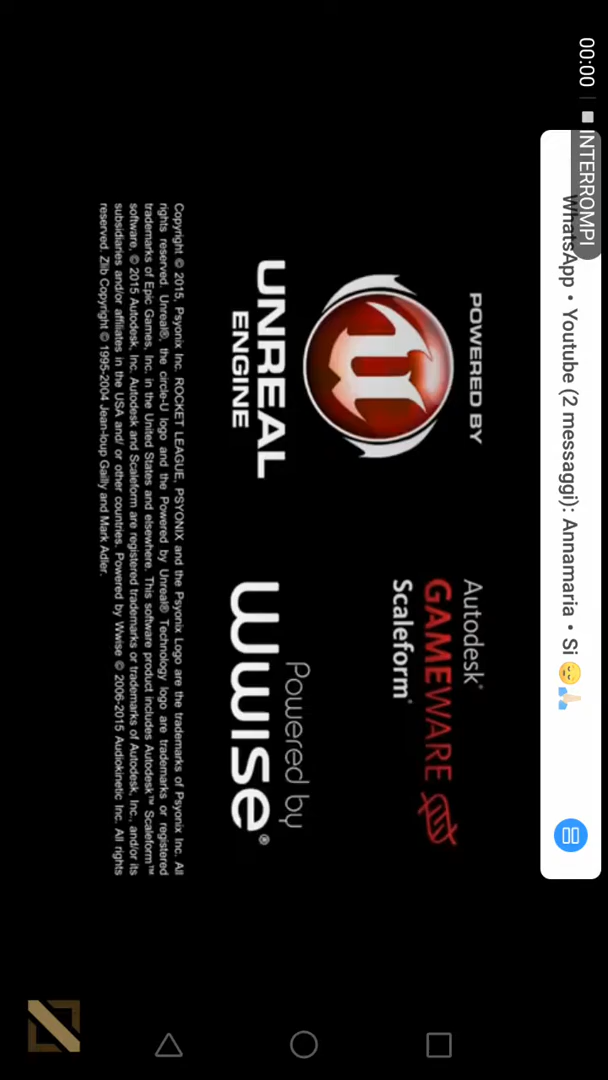 00:00
INTERROMPI
WhatsApp • Youtube (2 messaggi): Annamaria • Si 😌🙏🏻
POWERED BY
UNREAL
ENGINE
Autodesk®
GAMEWARE
Scaleform®
Powered by
wwise®
Copyright © 2015, Psyonix Inc. ROCKET LEAGUE, PSYONIX and the Psyonix Logo are the trademarks of Psyonix Inc. All
rights reserved. Unreal®, the circle-U logo and the Powered by Unreal® Technology logo are trademarks or registered
trademarks of Epic Games, Inc. in the United States and elsewhere. This software product includes Autodesk™ Scaleform™
software, © 2015 Autodesk, Inc. Autodesk and Scaleform are registered trademarks or trademarks of Autodesk, Inc., and/or its
subsidiaries and/or affiliates in the USA and/ or other countries. Powered by Wwise © 2006-2015 Audiokinetic Inc. All rights
reserved. Zlib Copyright © 1995-2004 Jean-loup Gailly and Mark Adler.